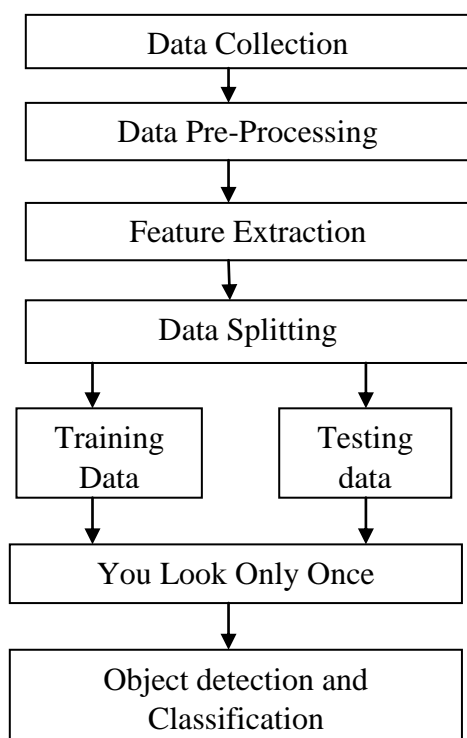 Data Collection
Data Pre-Processing
Feature Extraction
Data Splitting
Training
Data
Testing
data
You Look Only Once
Object detection and
Classification